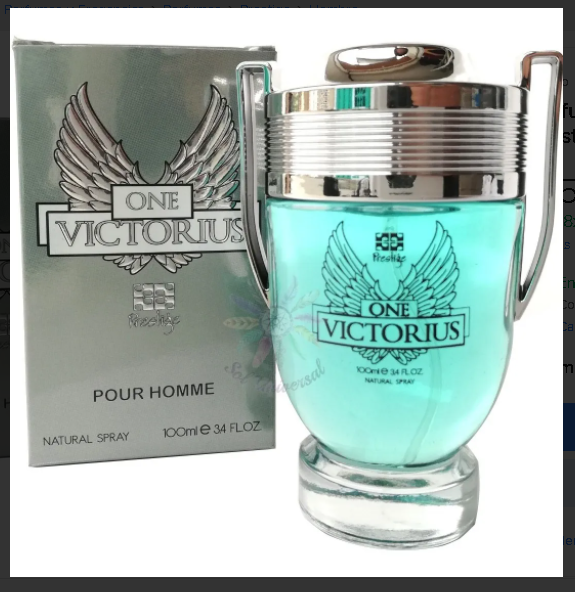 ONE
VICTORIUS
Prestige
POUR HOMME
NATURAL SPRAY
100ml e 3.4 FL.OZ.
Prestige
ONE
VICTORIUS
100ml e 3.4 FL.OZ.
NATURAL SPRAY
Universal